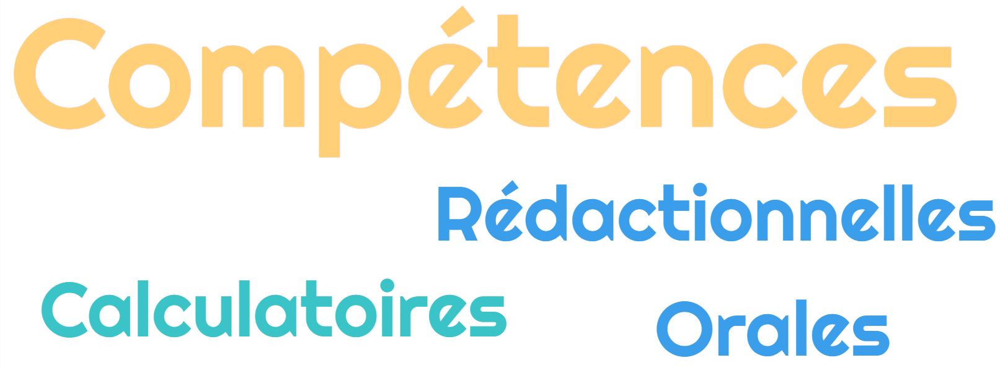 Compétences
Rédactionnelles
Calculatoires
Orales